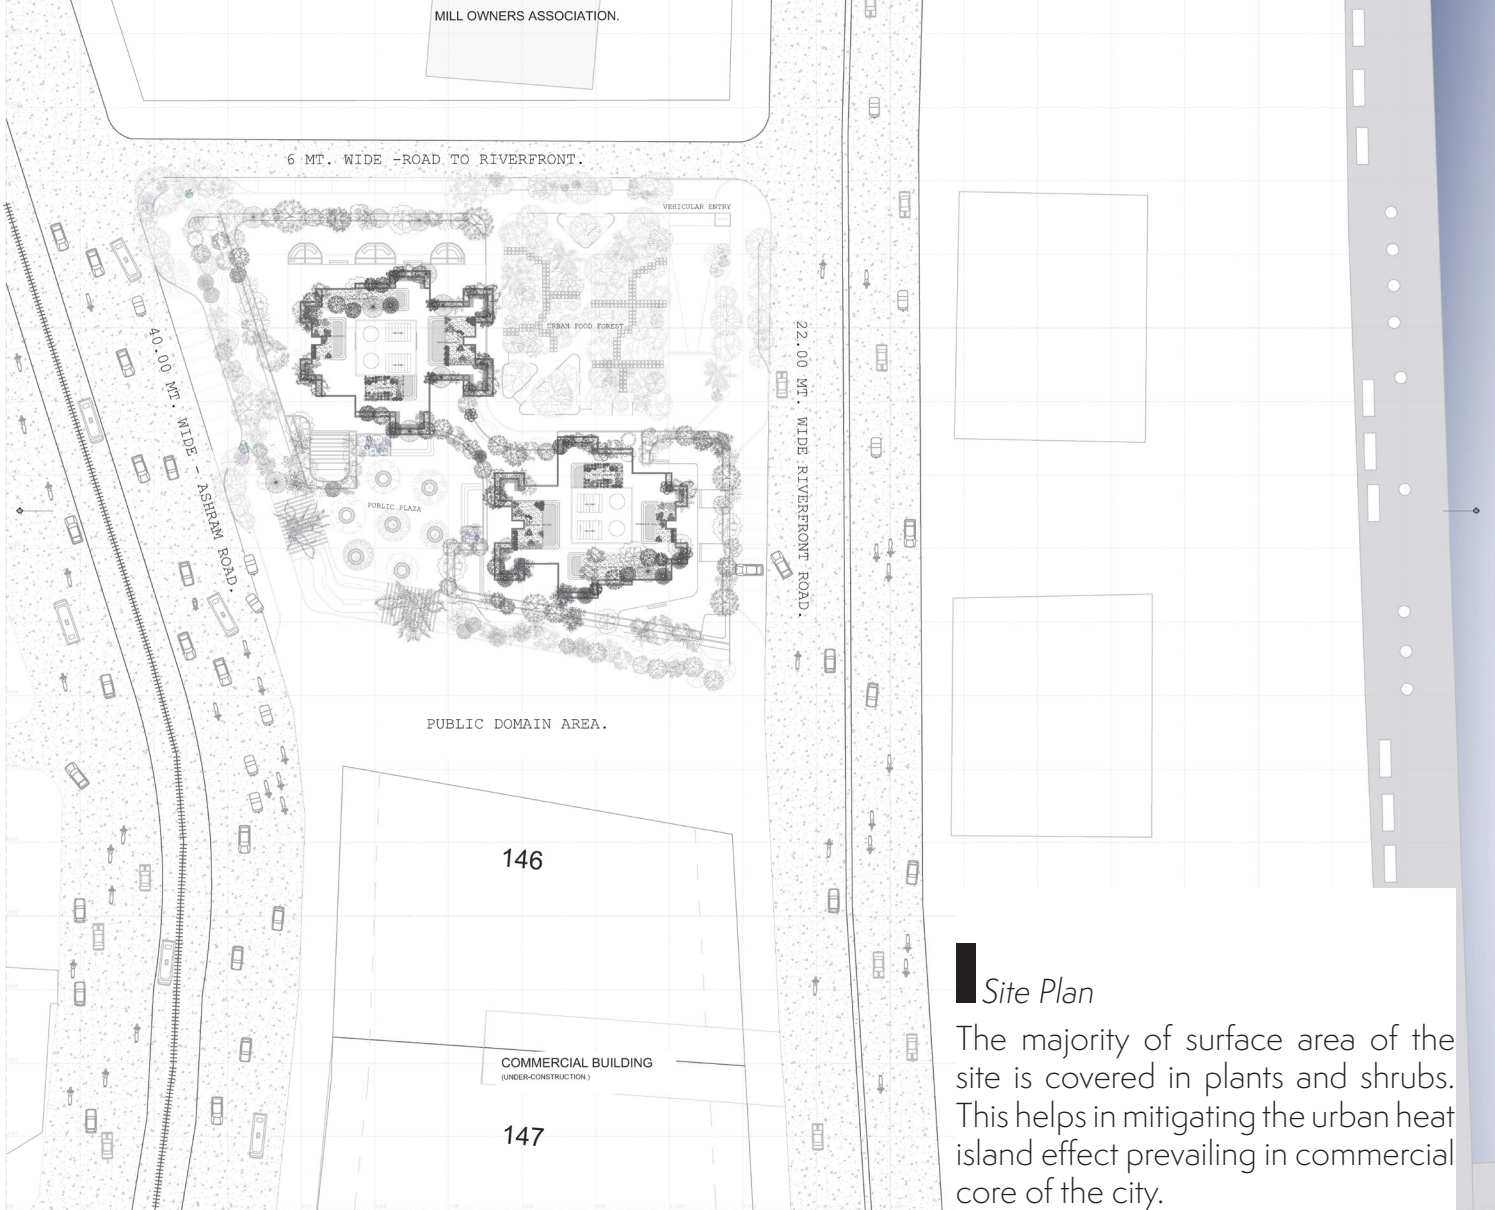 MILL OWNERS ASSOCIATION.
6 MT. WIDE -ROAD TO RIVERFRONT.
VEHICULAR ENTRY
URBAN FOOD FOREST
40.00 MT. WIDE - ASHRAM ROAD.
22.00 MT. WIDE RIVERFRONT ROAD.
PUBLIC PLAZA
PUBLIC DOMAIN AREA.
146
COMMERCIAL BUILDING
(UNDER-CONSTRUCTION.)
147
Site Plan
The majority of surface area of the
site is covered in plants and shrubs.
This helps in mitigating the urban heat
island effect prevailing in commercial
core of the city.